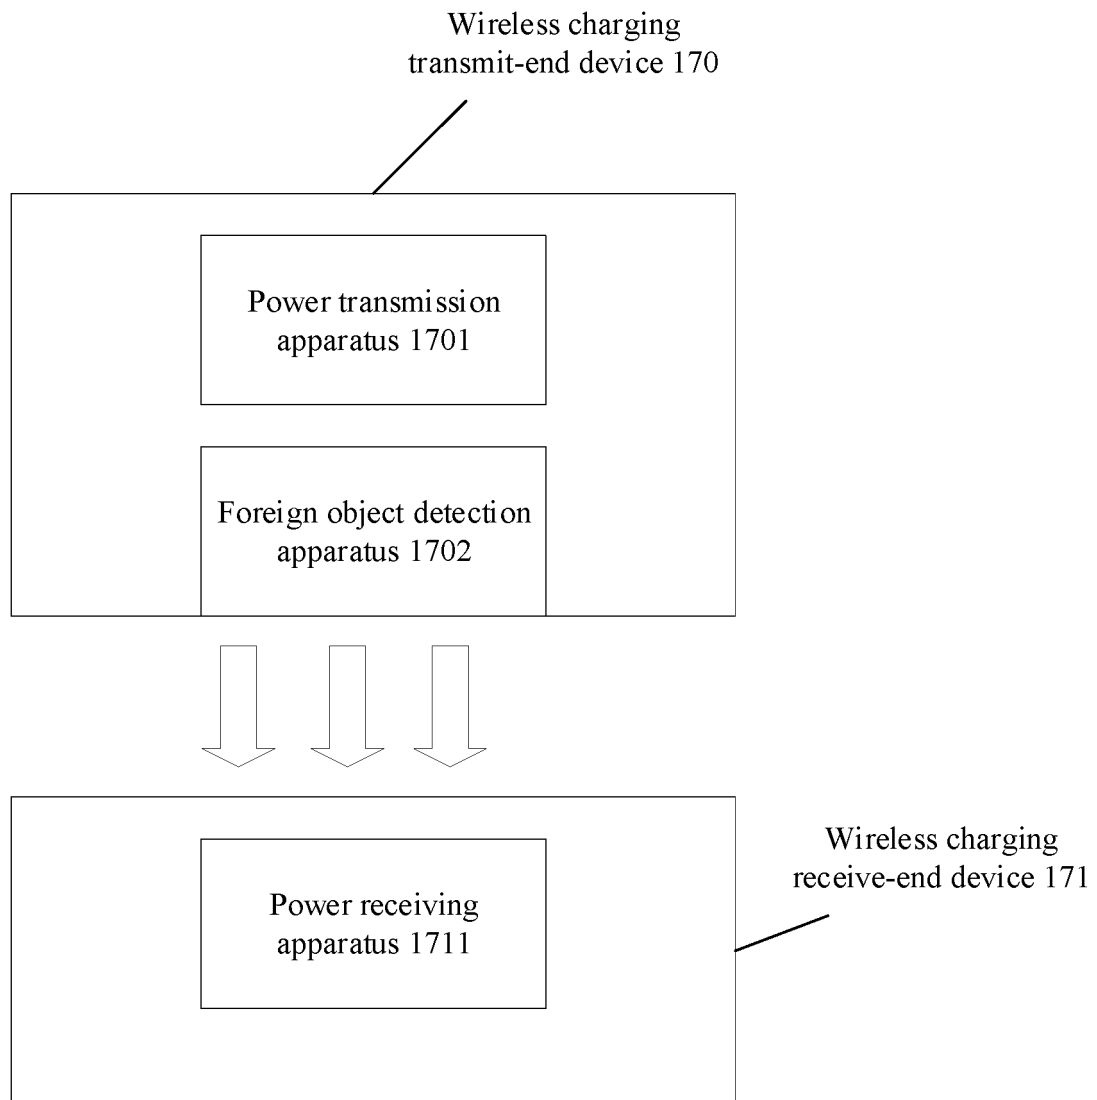 Wireless charging
transmit-end device 170
Power transmission
apparatus 1701
Foreign object detection
apparatus 1702
Wireless charging
receive-end device 171
Power receiving
apparatus 1711